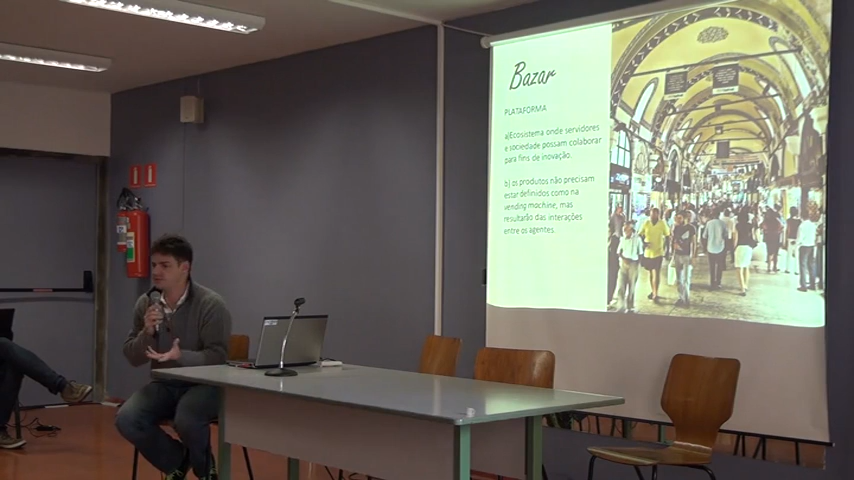 Bazar
PLATAFORMA
a)Ecosistema onde servidores
e sociedade possam colaborar
para fins de inovação.
b) os produtos não precisam
estar definidos como na
vending machine, mas
resultarão das interações
entre os agentes.